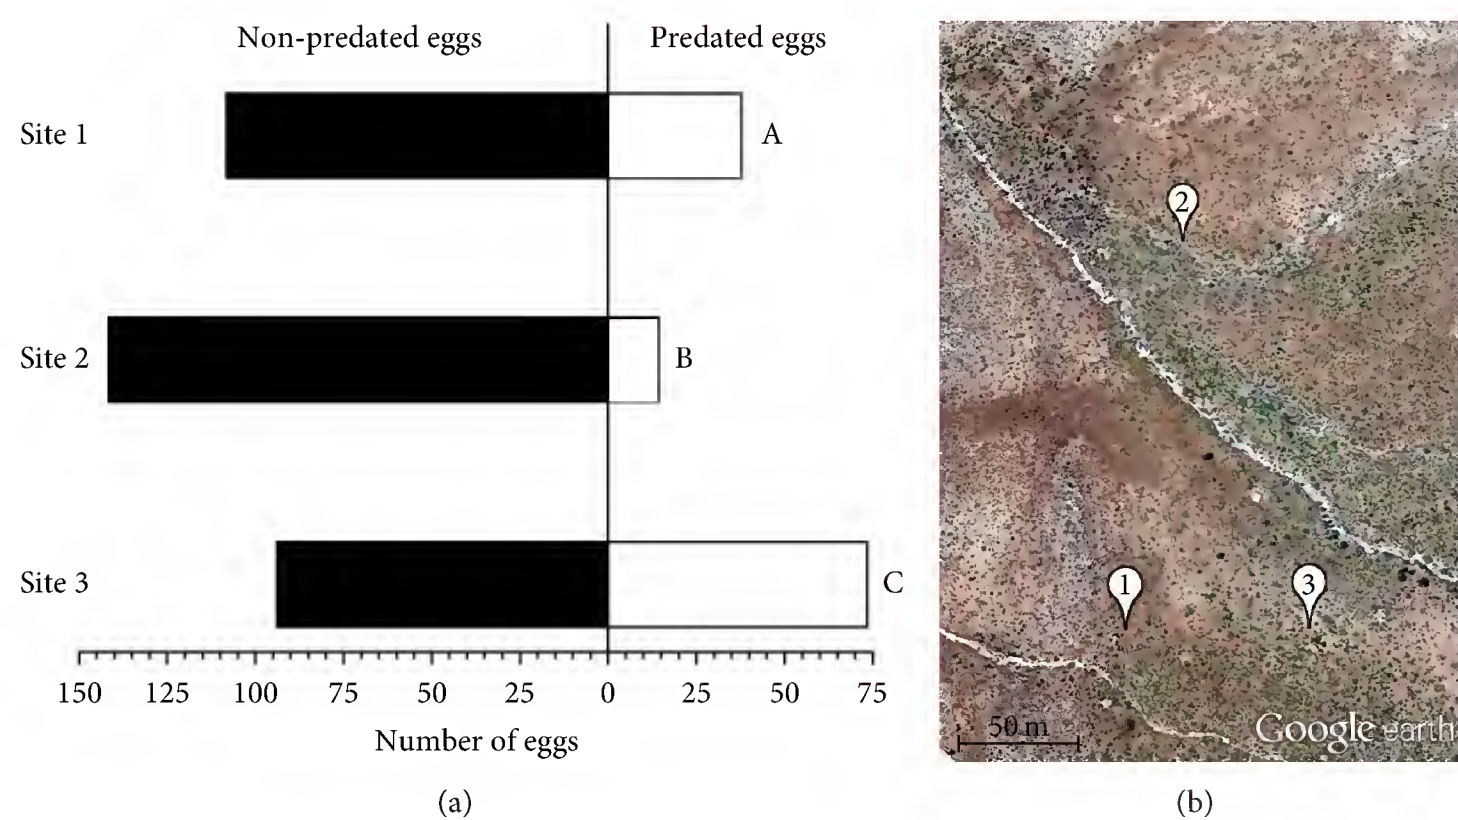 Non-predated eggs Predated eggs
Site 1 A
Site 2 B
Site 3 C
150 125 100 75 50 25 0 25 50 75
Number of eggs
(a)
2
1 3
50 m
Google earth
(b)